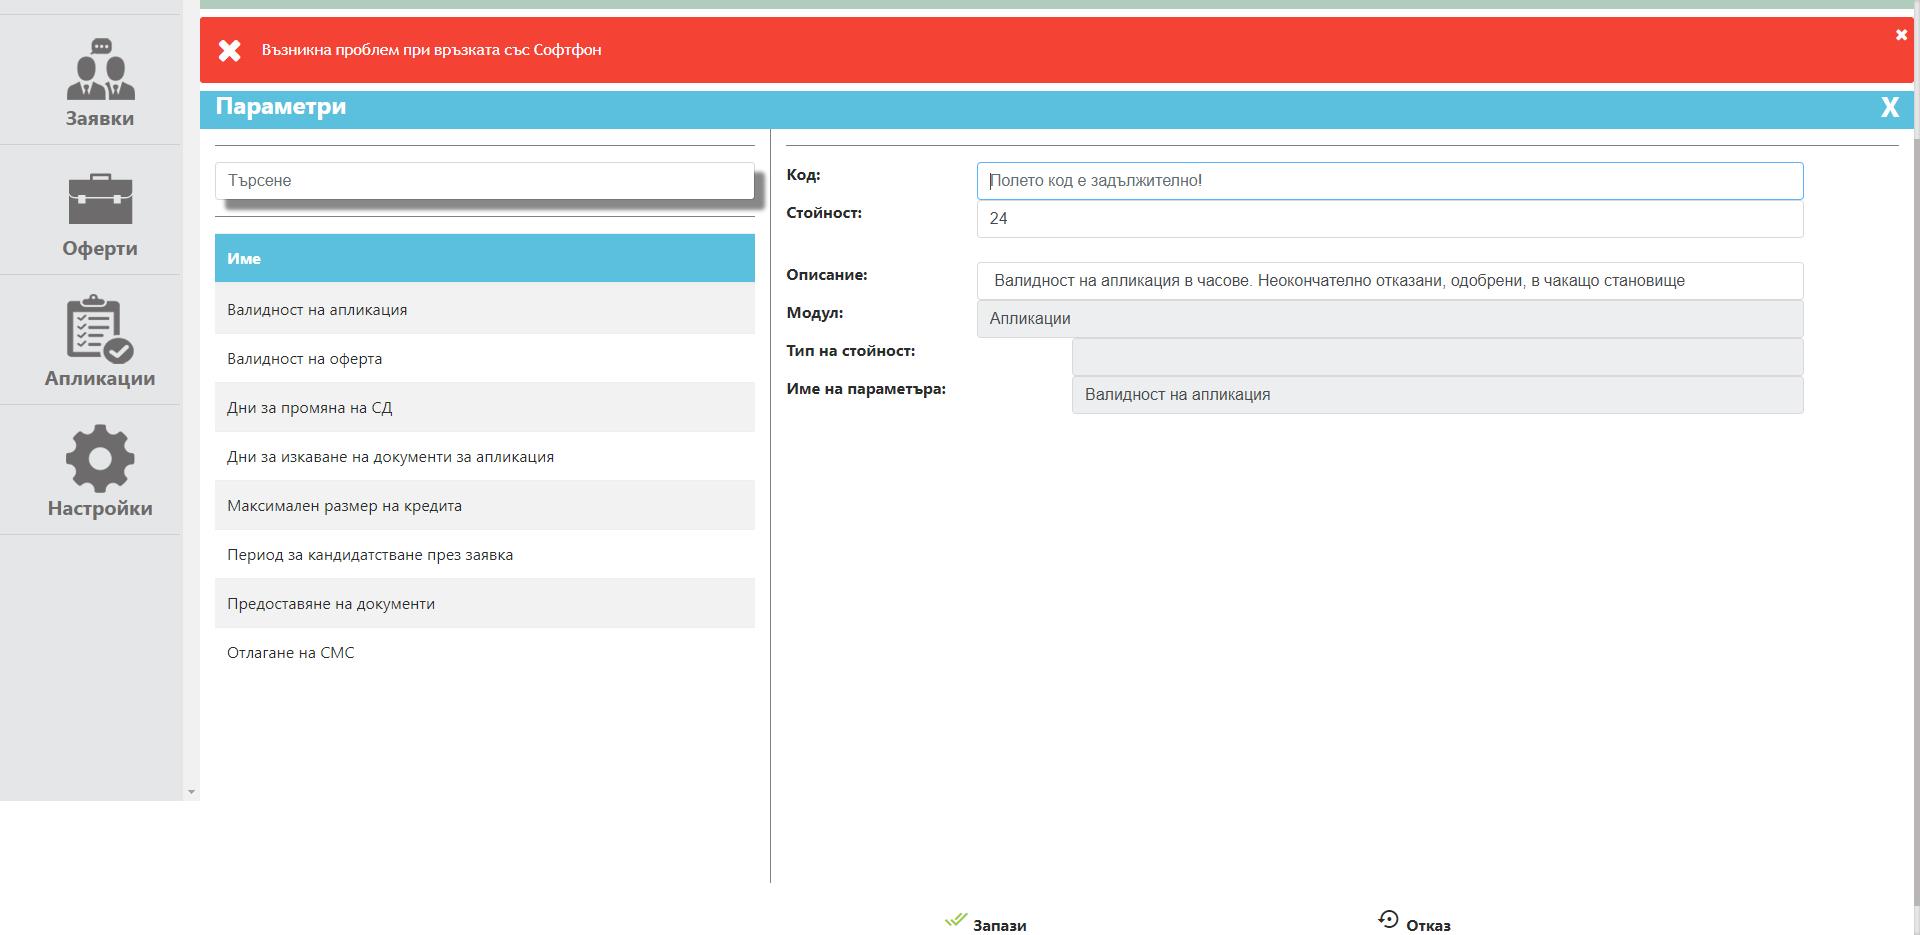 Възникна проблем при връзката със Софтфон
Параметри
X
Заявки
Оферти
Апликации
Настройки
Търсене
Име
Валидност на апликация
Валидност на оферта
Дни за промяна на СД
Дни за изкаване на документи за апликация
Максимален размер на кредита
Период за кандидатстване през заявка
Предоставяне на документи
Отлагане на СМС
Код: Полето код е задължително!
Стойност: 24
Описание: Валидност на апликация в часове. Неокончателно отказани, одобрени, в чакащо становище
Модул: Апликации
Тип на стойност:
Име на параметъра: Валидност на апликация
Запази
Отказ